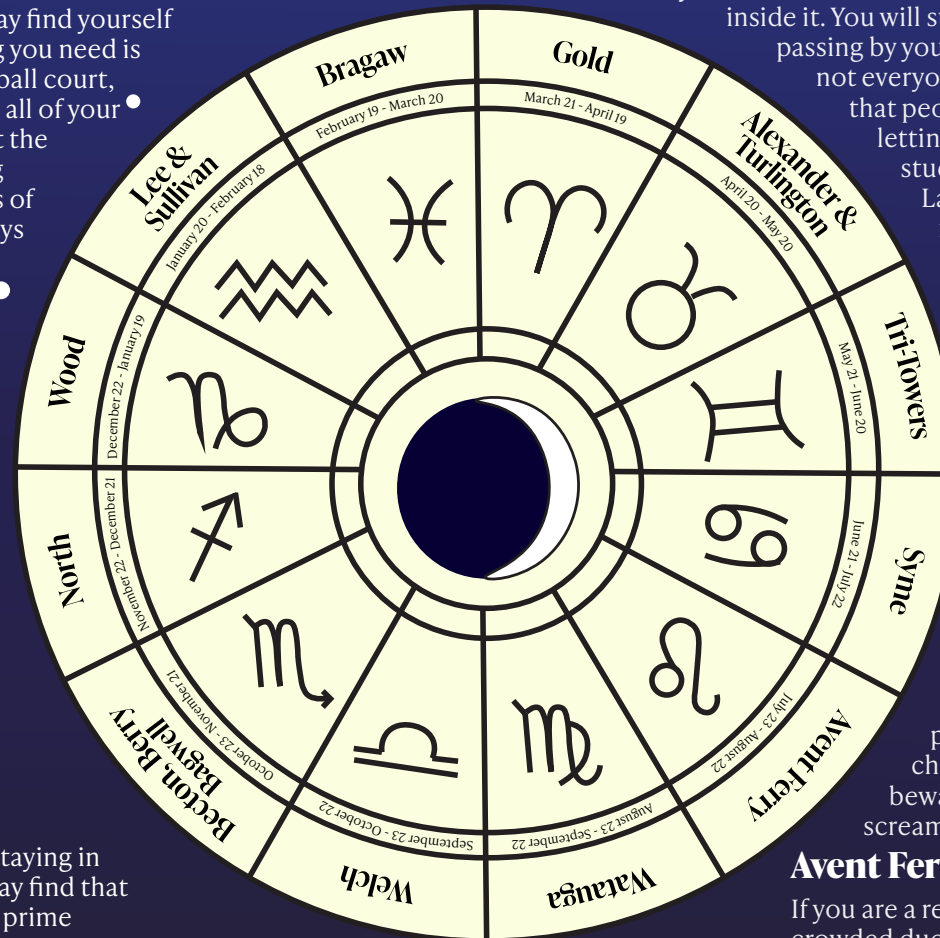 ay find yourself
g you need is
ball court,
all of your
t the
g
s of
ys
inside it. You will s
passing by you
not everyo
that peo
lettin
stu
La
Bragaw
February 19 - March 20
Gold
March 21 - April 19
Alexander &
Turlington
April 20 - May 20
Tri-Towers
May 21 - June 20
Syme
June 21 - July 22
Avent Ferry
July 23 - August 22
Watauga
August 23 - September 22
Welch
September 23 - October 22
Becton, Berry
Bagwell
October 23 - November 21
North
November 22 - December 21
Wood
December 22 - January 19
Lee &
Sullivan
January 20 - February 18
taying in
ay find that
prime
p
ch
bewa
scream
Avent Fer
If you are a re
crowded due